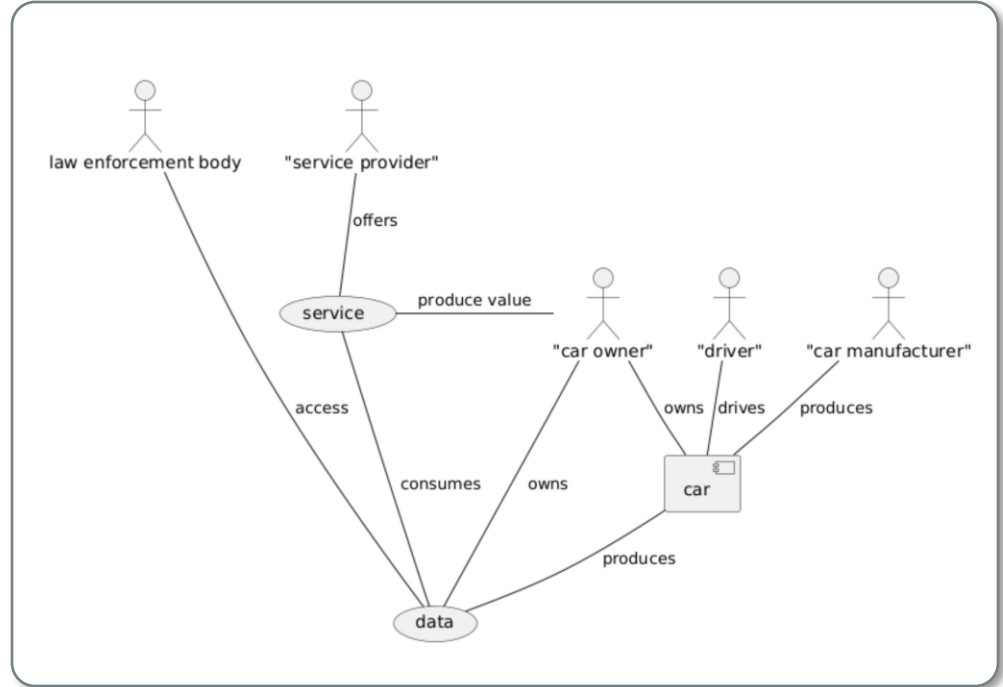 law enforcement body
"service provider"
offers
produce value
service
"car owner"
"driver"
"car manufacturer"
access
owns
drives
produces
consumes
owns
car
produces
data